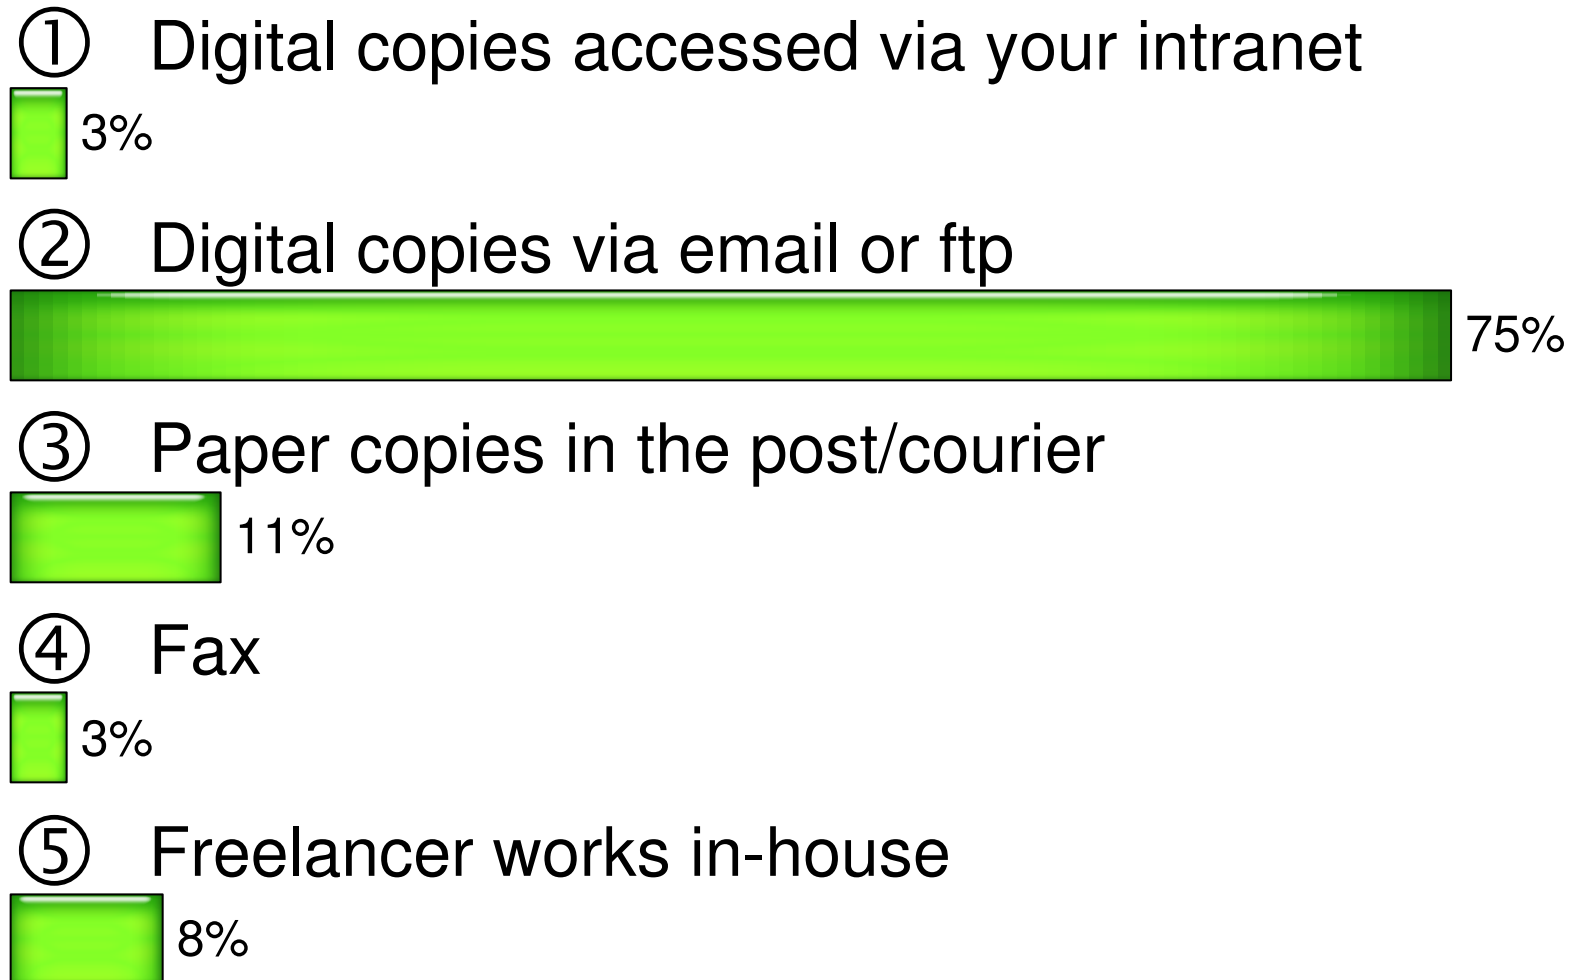 ① Digital copies accessed via your intranet
3%
② Digital copies via email or ftp
75%
③ Paper copies in the post/courier
11%
④ Fax
3%
⑤ Freelancer works in-house
8%